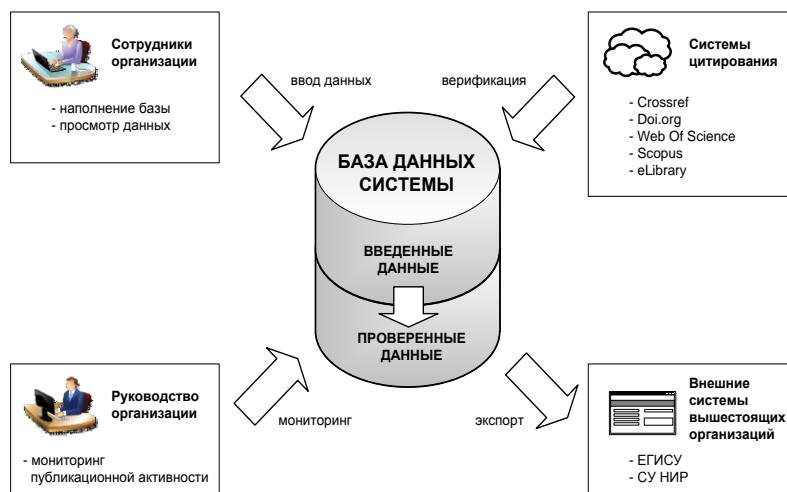 Сотрудники
организации
- наполнение базы
- просмотр данных
ввод данных
верификация
Системы
цитирования
- Crossref
- Doi.org
- Web Of Science
- Scopus
- eLibrary
БАЗА ДАННЫХ
СИСТЕМЫ
ВВЕДЕННЫЕ
ДАННЫЕ
ПРОВЕРЕННЫЕ
ДАННЫЕ
Руководство
организации
- мониторинг
публикационной активности
мониторинг
экспорт
Внешние
системы
вышестоящих
организаций
- ЕГИСУ
- СУ НИР